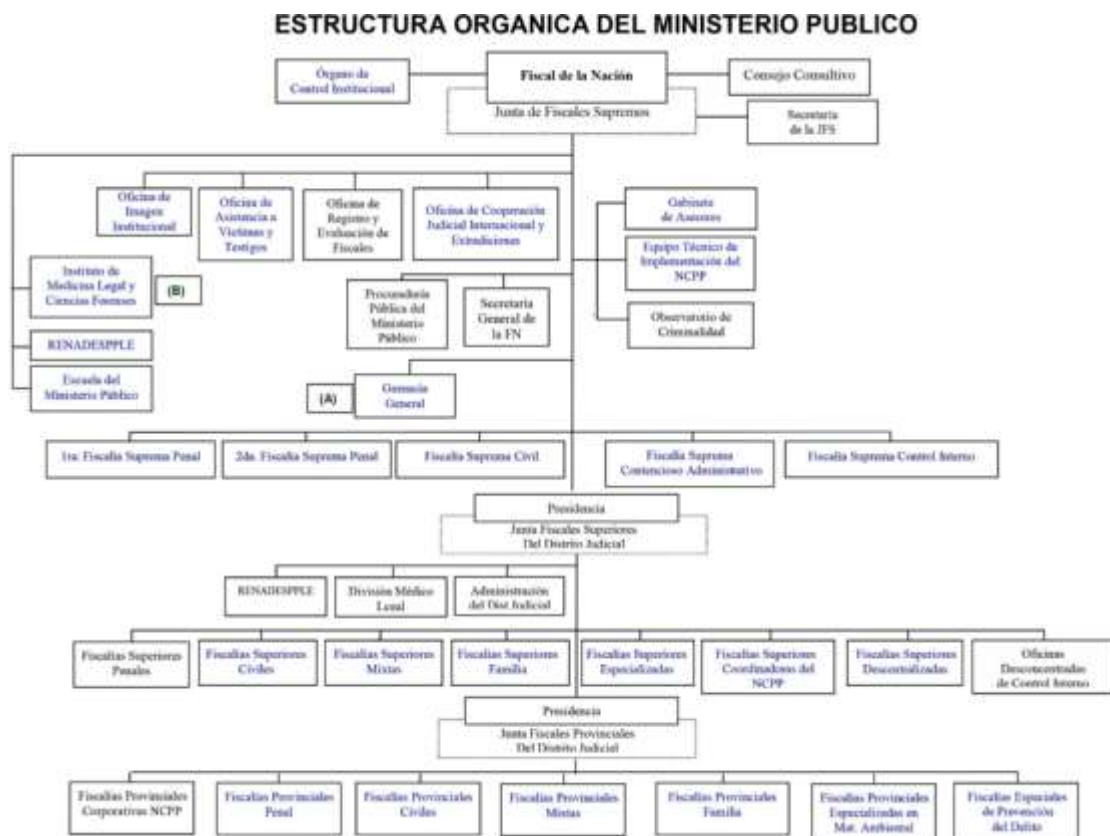 ESTRUCTURA ORGANICA DEL MINISTERIO PUBLICO
Órgano de
Control Institucional
Fiscal de la Nación
Consejo Consultivo
Junta de Fiscales Supremos
Secretaría
de la JFS
Oficina de
Imagen
Institucional
Oficina de
Asistencia a
Víctimas y
Testigos
Oficina de
Registro y
Evaluación de
Fiscales
Oficina de Cooperación
Judicial Internacional y
Extradiciones
Gabinete
de Asesores
Equipo Técnico de
Implementación del
NCPP
Observatorio de
Criminalidad
Instituto de
Medicina Legal y
Ciencias Forenses
(B)
Procuraduría
Pública del
Ministerio
Público
Secretaría
General de
la FN
RENADESPPLE
Escuela del
Ministerio Público
(A)
Gerencia
General
1ra. Fiscalía Suprema Penal
2da. Fiscalía Suprema Penal
Fiscalía Suprema Civil
Fiscalía Suprema
Contencioso Administrativo
Fiscalía Suprema Control Interno
Presidencia
Junta Fiscales Superiores
Del Distrito Judicial
RENADESPPLE
División Médico
Legal
Administración
del Dist Judicial
Fiscalías Superiores
Penales
Fiscalías Superiores
Civiles
Fiscalías Superiores
Mixtas
Fiscalías Superiores
Familia
Fiscalías Superiores
Especializadas
Fiscalías Superiores
Coordinadoras del
NCPP
Fiscalías Superiores
Descentralizadas
Oficinas
Desconcentradas
de Control Interno
Presidencia
Junta Fiscales Provinciales
Del Distrito Judicial
Fiscalías Provinciales
Corporativas NCPP
Fiscalías Provinciales
Penal
Fiscalías Provinciales
Civiles
Fiscalías Provinciales
Mixtas
Fiscalías Provinciales
Familia
Fiscalías Provinciales
Especializadas en
Mat. Ambiental
Fiscalías Especiales
de Prevención
del Delito